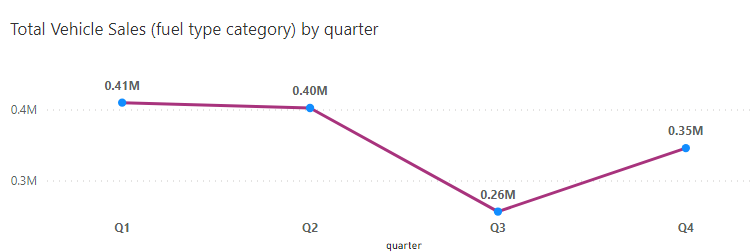 Total Vehicle Sales (fuel type category) by quarter
0.41M
0.40M
0.4M
0.35M
0.3M
0.26M
Q1 Q2 Q3 Q4
quarter